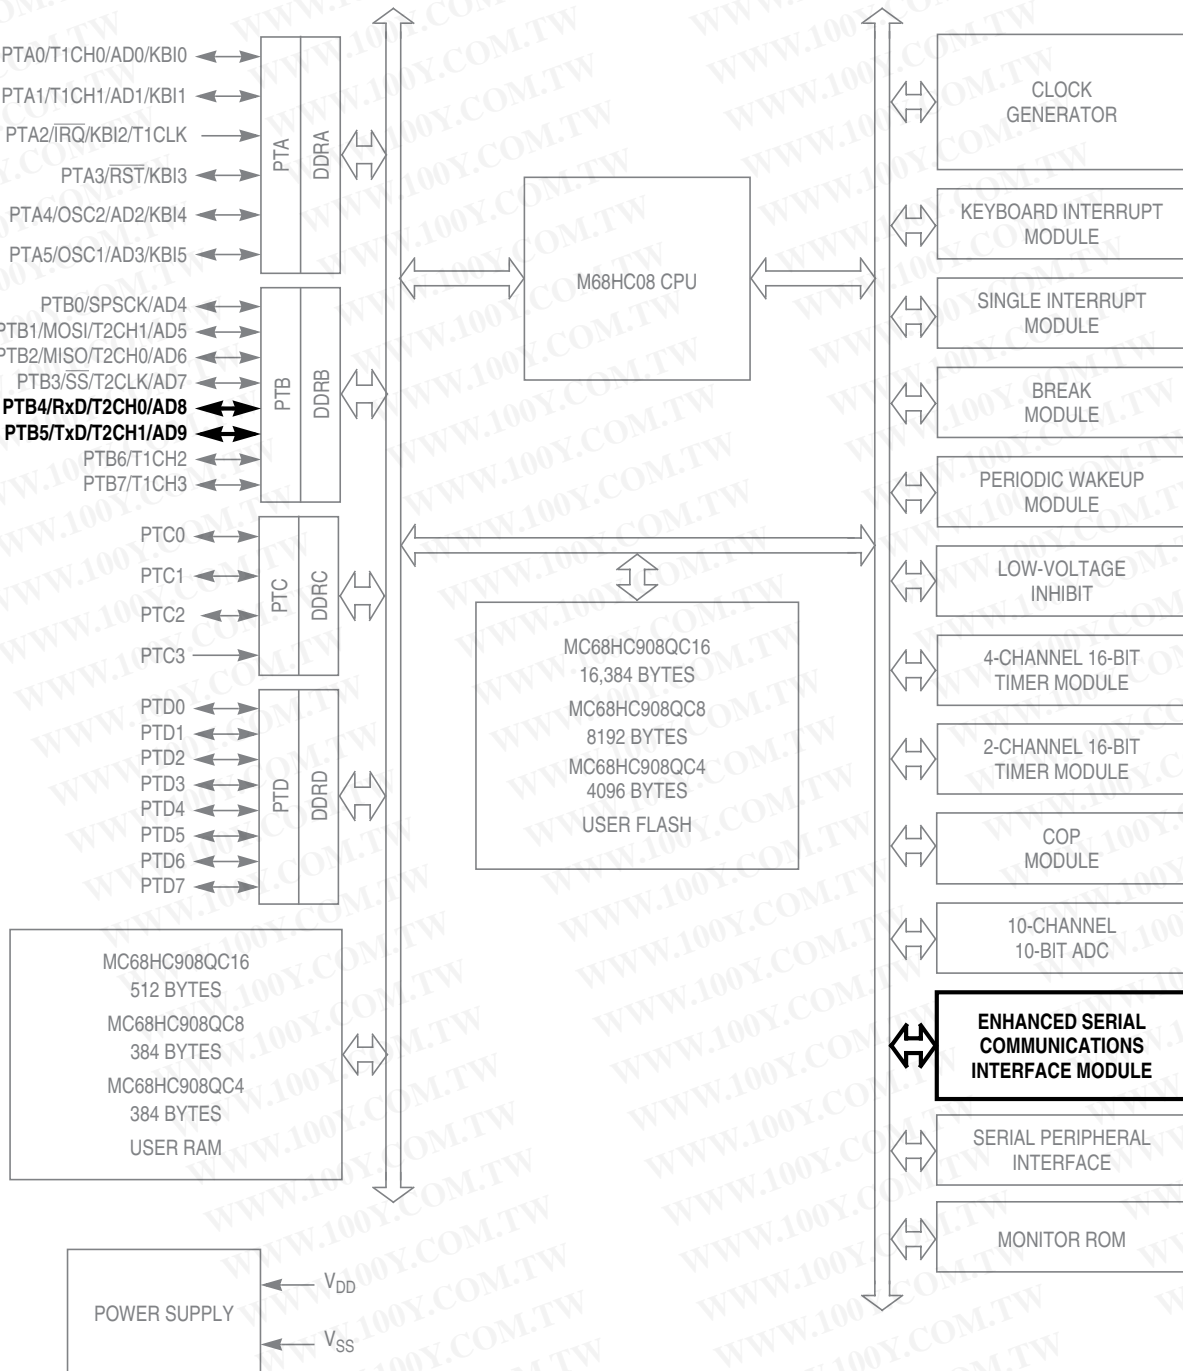 PTA0/T1CH0/AD0/KBI0
PTA1/T1CH1/AD1/KBI1
PTA2/IRQ/KBI2/T1CLK
PTA3/RST/KBI3
PTA4/OSC2/AD2/KBI4
PTA5/OSC1/AD3/KBI5
PTA
DDRA
PTB0/SPSCK/AD4
PTB1/MOSI/T2CH1/AD5
PTB2/MISO/T2CH0/AD6
PTB3/SS/T2CLK/AD7
PTB4/RxD/T2CH0/AD8
PTB5/TxD/T2CH1/AD9
PTB6/T1CH2
PTB7/T1CH3
PTB
DDRB
PTC0
PTC1
PTC2
PTC3
PTC
DDRC
PTD0
PTD1
PTD2
PTD3
PTD4
PTD5
PTD6
PTD7
PTD
DDRD
MC68HC908QC16
512 BYTES
MC68HC908QC8
384 BYTES
MC68HC908QC4
384 BYTES
USER RAM
POWER SUPPLY
VDD
VSS
M68HC08 CPU
MC68HC908QC16
16,384 BYTES
MC68HC908QC8
8192 BYTES
MC68HC908QC4
4096 BYTES
USER FLASH
CLOCK
GENERATOR
KEYBOARD INTERRUPT
MODULE
SINGLE INTERRUPT
MODULE
BREAK
MODULE
PERIODIC WAKEUP
MODULE
LOW-VOLTAGE
INHIBIT
4-CHANNEL 16-BIT
TIMER MODULE
2-CHANNEL 16-BIT
TIMER MODULE
COP
MODULE
10-CHANNEL
10-BIT ADC
ENHANCED SERIAL
COMMUNICATIONS
INTERFACE MODULE
SERIAL PERIPHERAL
INTERFACE
MONITOR ROM
WWW.100Y.COM.TW